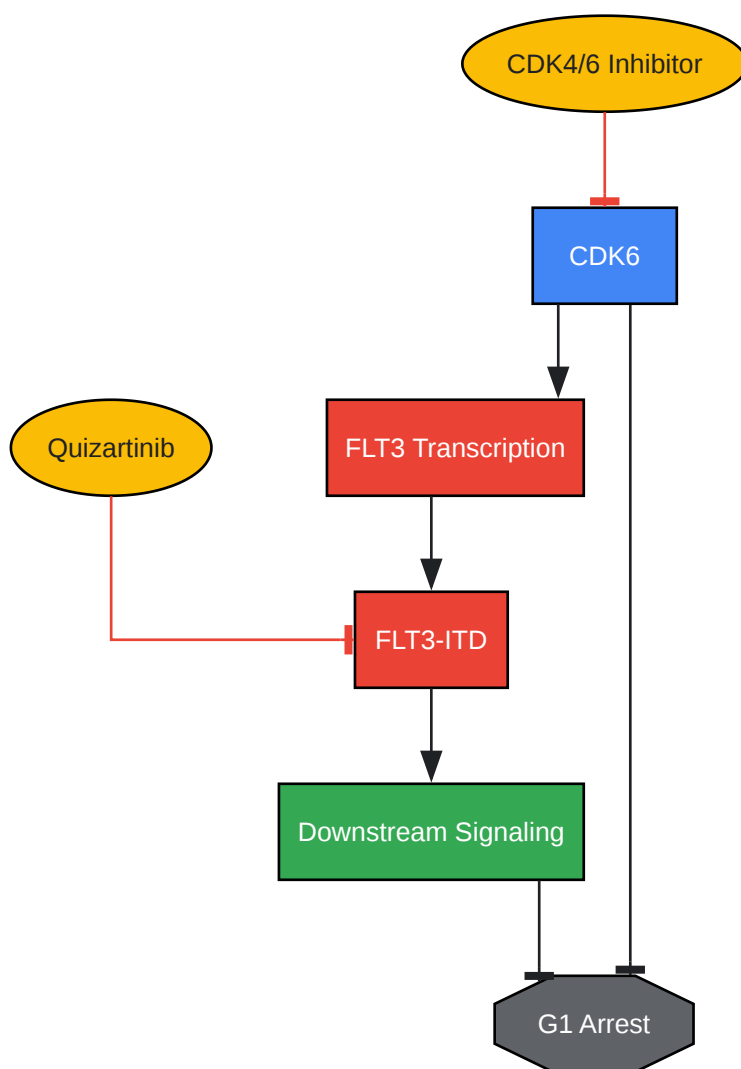 CDK4/6 Inhibitor
CDK6
FLT3 Transcription
Quizartinib
FLT3-ITD
Downstream Signaling
G1 Arrest